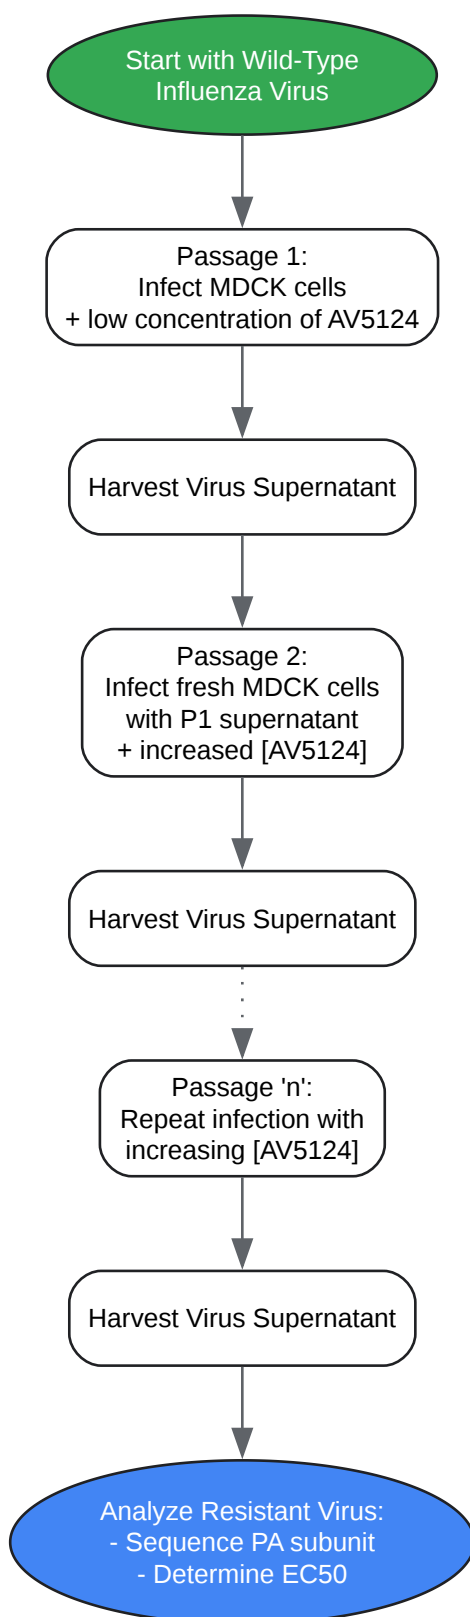 Start with Wild-Type
Influenza Virus
Passage 1:
Infect MDCK cells
+ low concentration of AV5124
Harvest Virus Supernatant
Passage 2:
Infect fresh MDCK cells
with P1 supernatant
+ increased [AV5124]
Harvest Virus Supernatant
Passage 'n':
Repeat infection with
increasing [AV5124]
Harvest Virus Supernatant
Analyze Resistant Virus:
- Sequence PA subunit
- Determine EC50